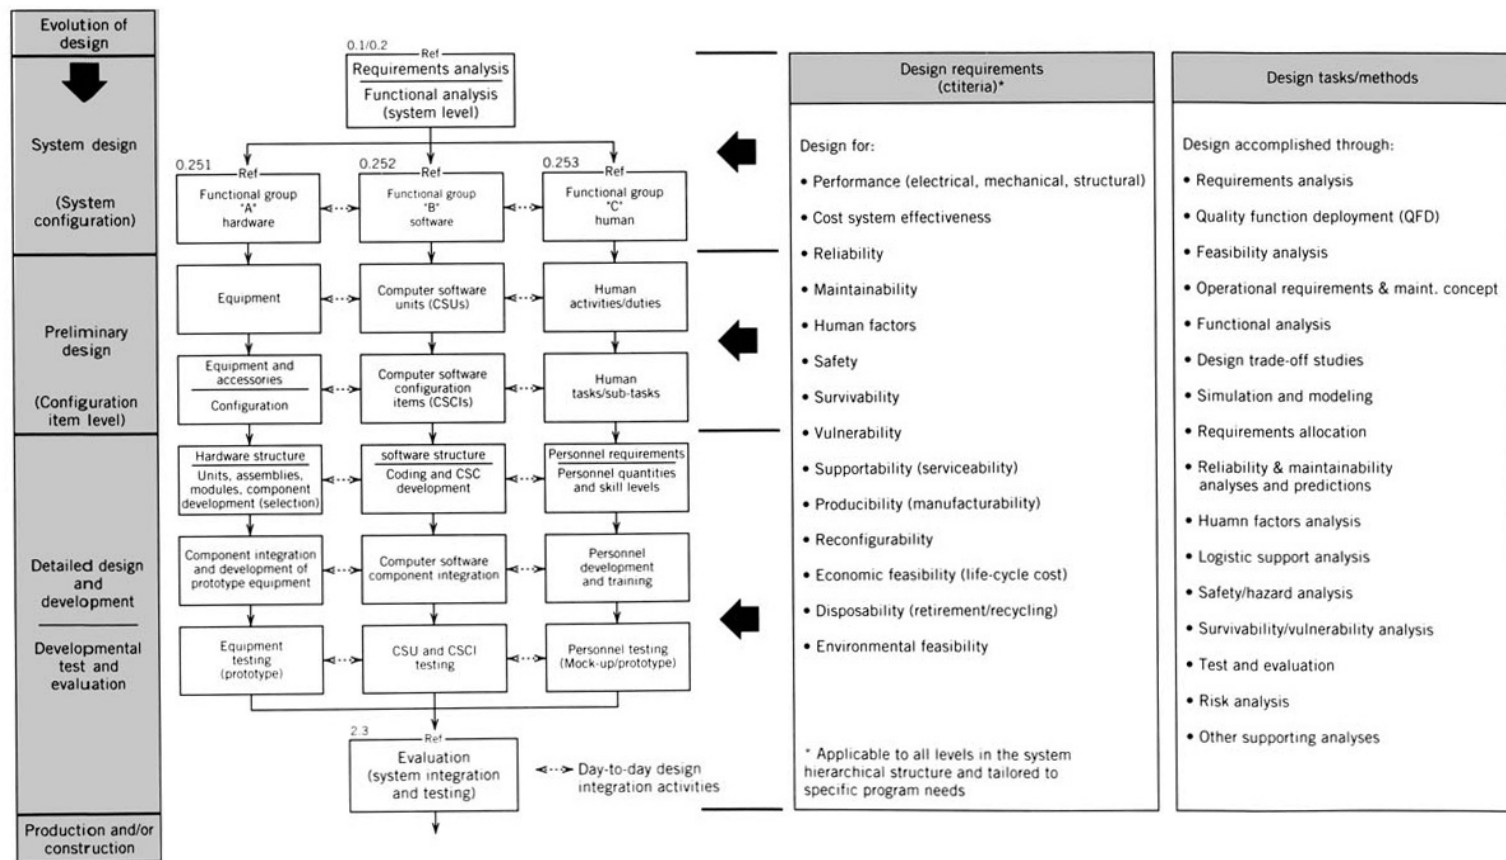 Evolution of
design
System design
(System
configuration)
Preliminary
design
(Configuration
item level)
Detailed design
and
development
Developmental
test and
evaluation
Production and/or
construction
0.1/0.2
Ref
Requirements analysis
Functional analysis
(system level)
0.251
Ref
Functional group
"A"
hardware
0.252
Ref
Functional group
"B"
software
0.253
Ref
Functional group
"C"
human
Equipment
Computer software
units (CSUs)
Human
activities/duties
Equipment and
accessories
Configuration
Computer software
configuration
items (CSCIs)
Human
tasks/sub-tasks
Hardware structure
Units, assemblies,
modules, component
development (selection)
software structure
Coding and CSC
development
Personnel requirements
Personnel quantities
and skill levels
Component integration
and development of
prototype equipment
Computer software
component integration
Personnel
development
and training
Equipment
testing
(prototype)
CSU and CSCI
testing
Personnel testing
(Mock-up/prototype)
2.3
Ref
Evaluation
(system integration
and testing)
Day-to-day design
integration activities
Design requirements
(ctiteria)*
Design for:
• Performance (electrical, mechanical, structural)
• Cost system effectiveness
• Reliability
• Maintainability
• Human factors
• Safety
• Survivability
• Vulnerability
• Supportability (serviceability)
• Producibility (manufacturability)
• Reconfigurability
• Economic feasibility (life-cycle cost)
• Disposability (retirement/recycling)
• Environmental feasibility
* Applicable to all levels in the system
hierarchical structure and tailored to
specific program needs
Design tasks/methods
Design accomplished through:
• Requirements analysis
• Quality function deployment (QFD)
• Feasibility analysis
• Operational requirements & maint. concept
• Functional analysis
• Design trade-off studies
• Simulation and modeling
• Requirements allocation
• Reliability & maintainability
analyses and predictions
• Huamn factors analysis
• Logistic support analysis
• Safety/hazard analysis
• Survivability/vulnerability analysis
• Test and evaluation
• Risk analysis
• Other supporting analyses